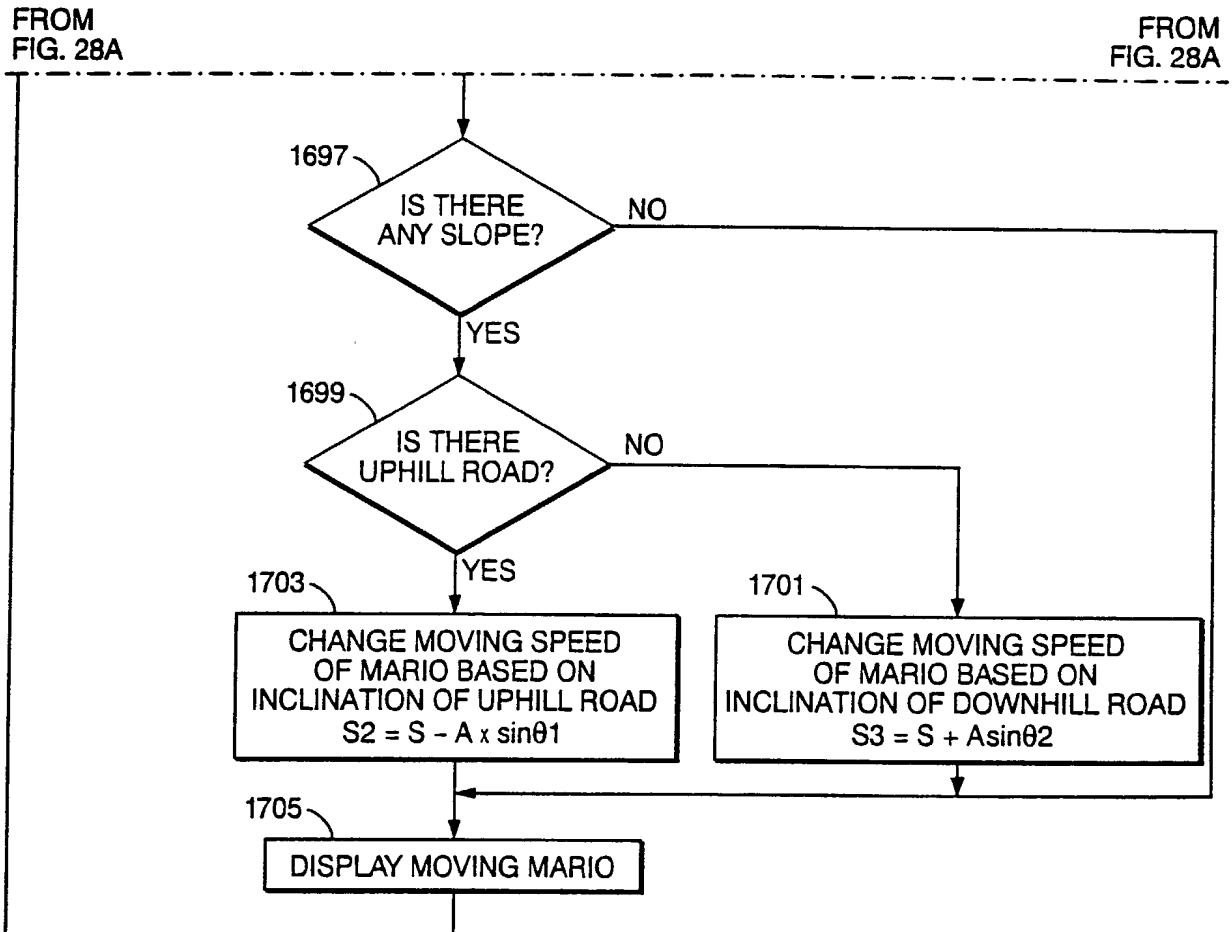 FROM
FIG. 28A
FROM
FIG. 28A
1697
IS THERE
ANY SLOPE?
NO
YES
1699
IS THERE
UPHILL ROAD?
NO
YES
1703
CHANGE MOVING SPEED
OF MARIO BASED ON
INCLINATION OF UPHILL ROAD
S2 = S – A x sinθ1
1701
CHANGE MOVING SPEED
OF MARIO BASED ON
INCLINATION OF DOWNHILL ROAD
S3 = S + Asinθ2
1705
DISPLAY MOVING MARIO